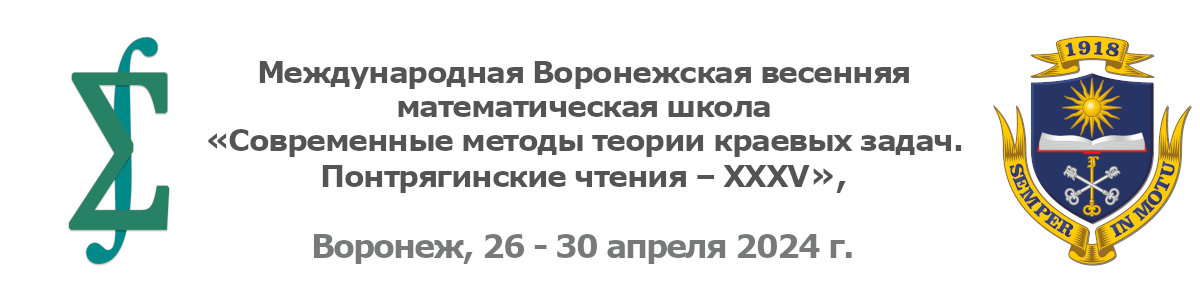 Международная Воронежская весенняя
математическая школа
«Современные методы теории краевых задач.
Понтрягинские чтения – XXXV»,
Воронеж, 26 - 30 апреля 2024 г.
∑
∫
1918
SEMPER IN MOTU